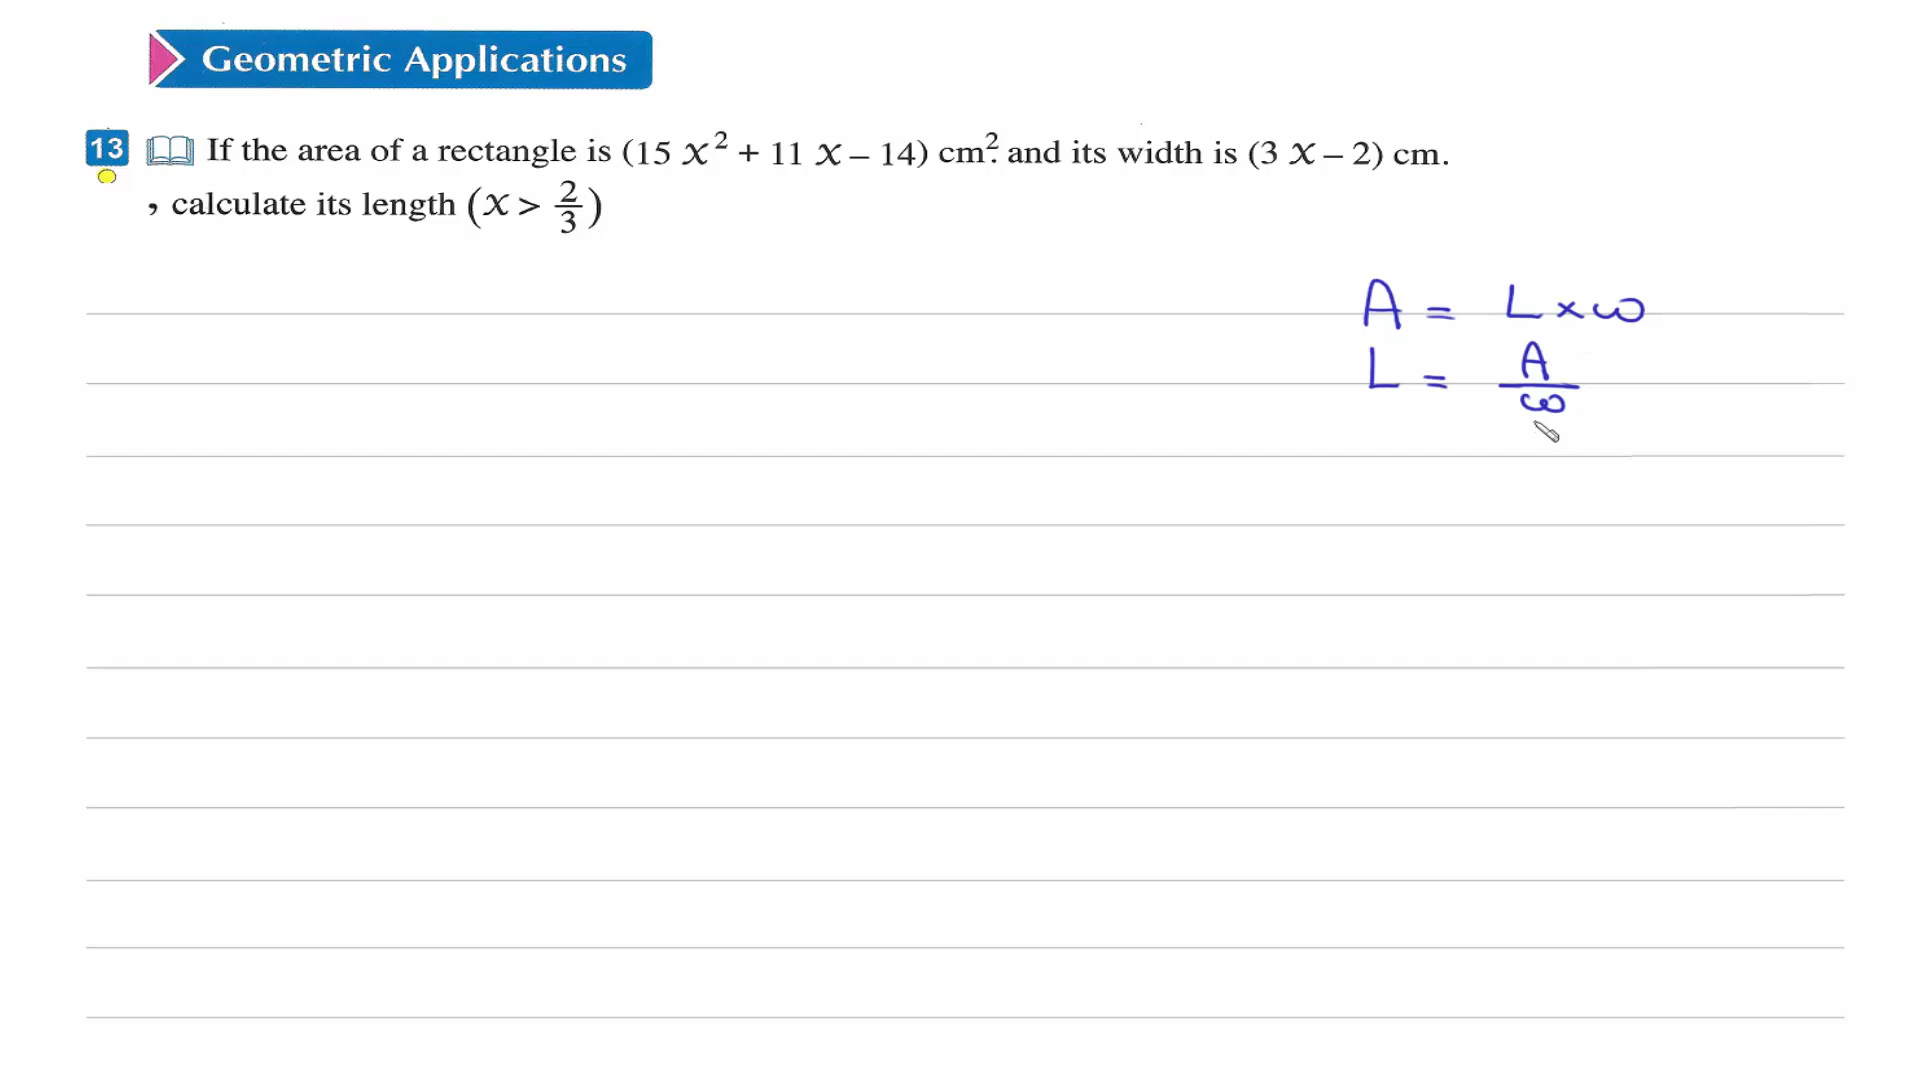 Geometric Applications
13 If the area of a rectangle is (15 x² + 11 x – 14) cm². and its width is (3 x – 2) cm.
, calculate its length (x > 2/3)
A = L × ω
L = A/ω